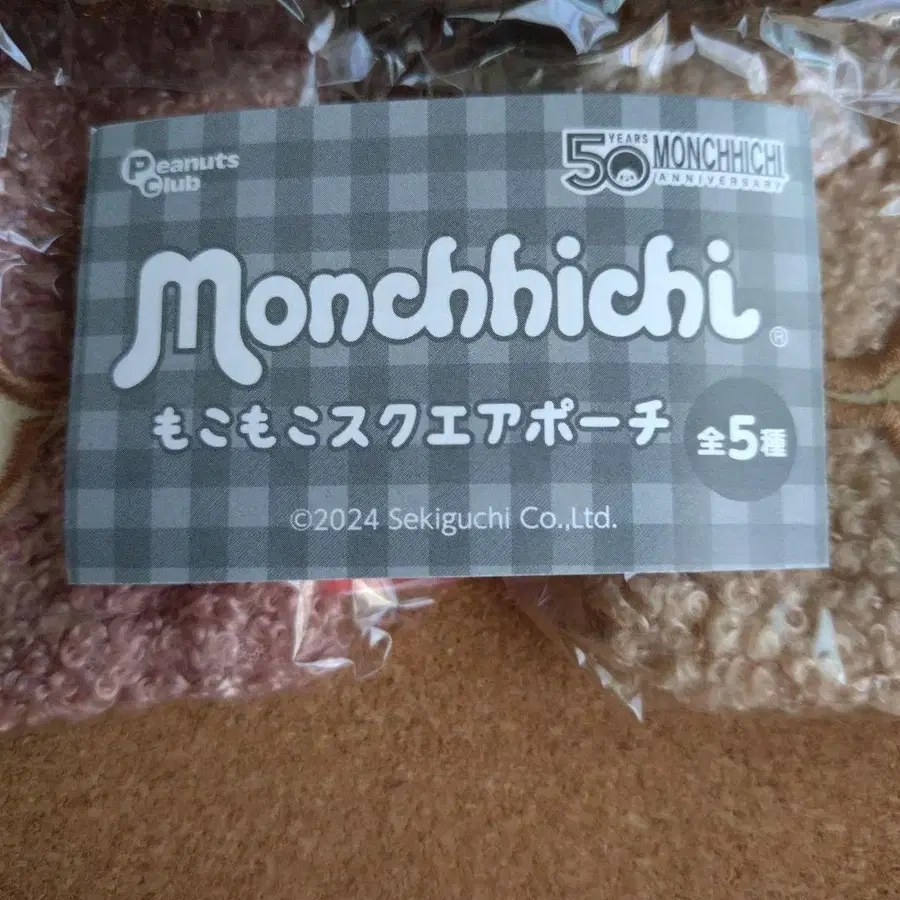 Peanuts Club
50 YEARS MONCHHICHI ANNIVERSARY
Monchhichi®
もこもこスクエアポーチ
全5種
©2024 Sekiguchi Co.,Ltd.